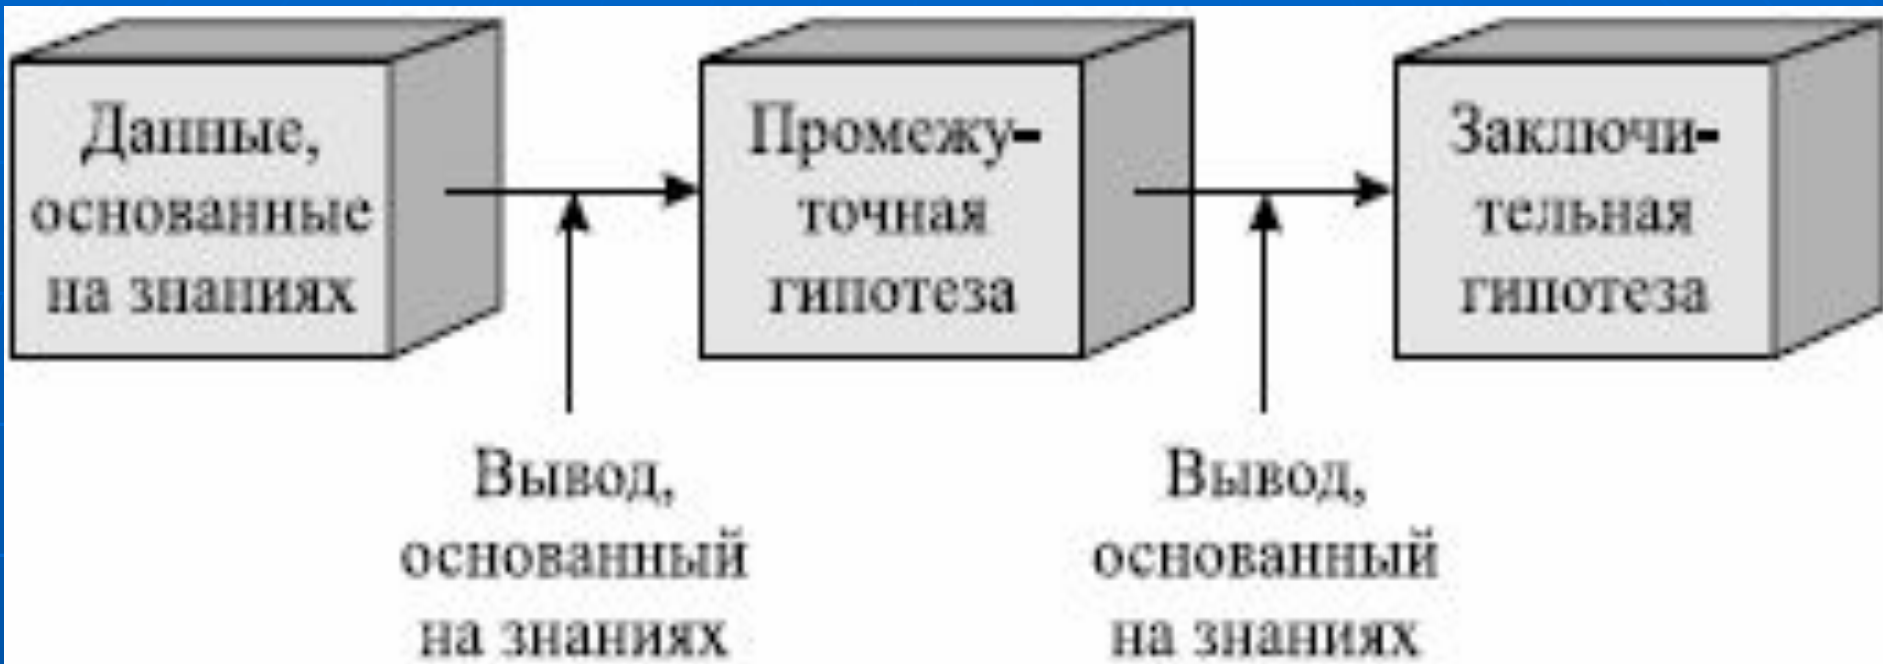 Данные,
основанные
на знаниях
Промежу-
точная
гипотеза
Заключи-
тельная
гипотеза
Вывод,
основанный
на знаниях
Вывод,
основанный
на знаниях